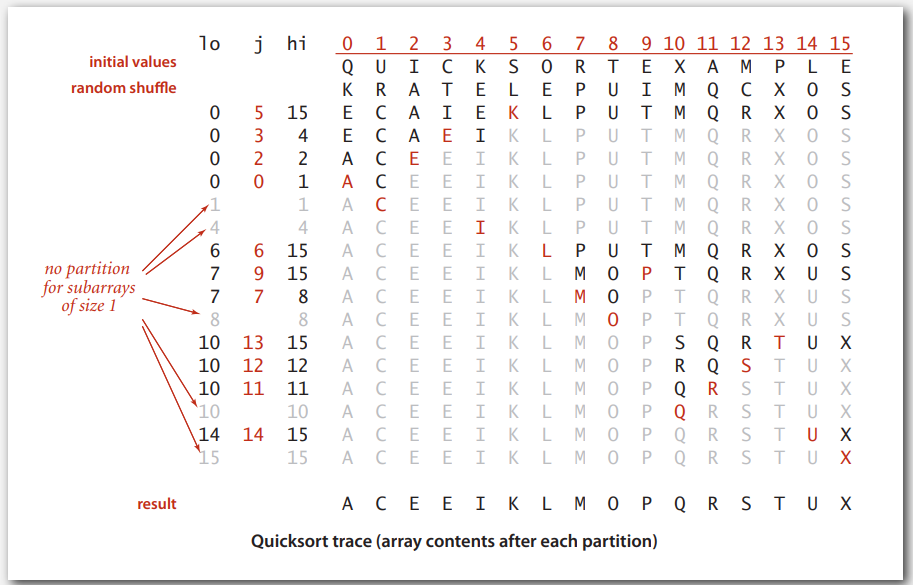 lo j hi 0 1 2 3 4 5 6 7 8 9 10 11 12 13 14 15
initial values Q U I C K S O R T E X A M P L E
random shuffle K R A T E L E P U I M Q C X O S
0 5 15 E C A I E K L P U T M Q R X O S
0 3 4 E C A E I K L P U T M Q R X O S
0 2 2 A C E E I K L P U T M Q R X O S
0 0 1 A C E E I K L P U T M Q R X O S
1 1 A C E E I K L P U T M Q R X O S
4 4 A C E E I K L P U T M Q R X O S
6 6 15 A C E E I K L P U T M Q R X O S
7 9 15 A C E E I K L M O P T Q R X U S
7 7 8 A C E E I K L M O P T Q R X U S
8 8 A C E E I K L M O P T Q R X U S
10 13 15 A C E E I K L M O P S Q R T U X
10 12 12 A C E E I K L M O P R Q S T U X
10 11 11 A C E E I K L M O P Q R S T U X
10 10 A C E E I K L M O P Q R S T U X
14 14 15 A C E E I K L M O P Q R S T U X
15 15 A C E E I K L M O P Q R S T U X
no partition
for subarrays
of size 1
result A C E E I K L M O P Q R S T U X
Quicksort trace (array contents after each partition)